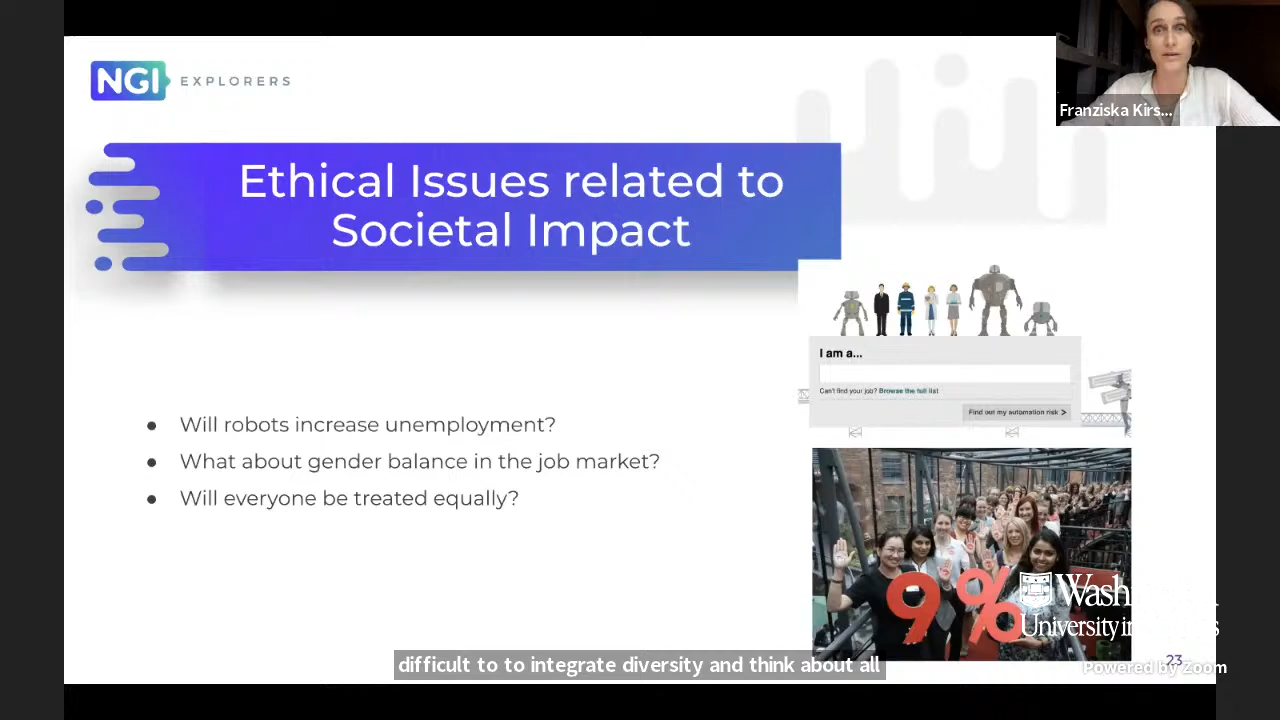 NGI EXPLORERS
Franziska Kirs...
Ethical Issues related to
Societal Impact
I am a...
Can't find your job? Browse the full list
Find out my automation risk >
● Will robots increase unemployment?
● What about gender balance in the job market?
● Will everyone be treated equally?
9%
University in
difficult to to integrate diversity and think about all
23
Powered by Zoom